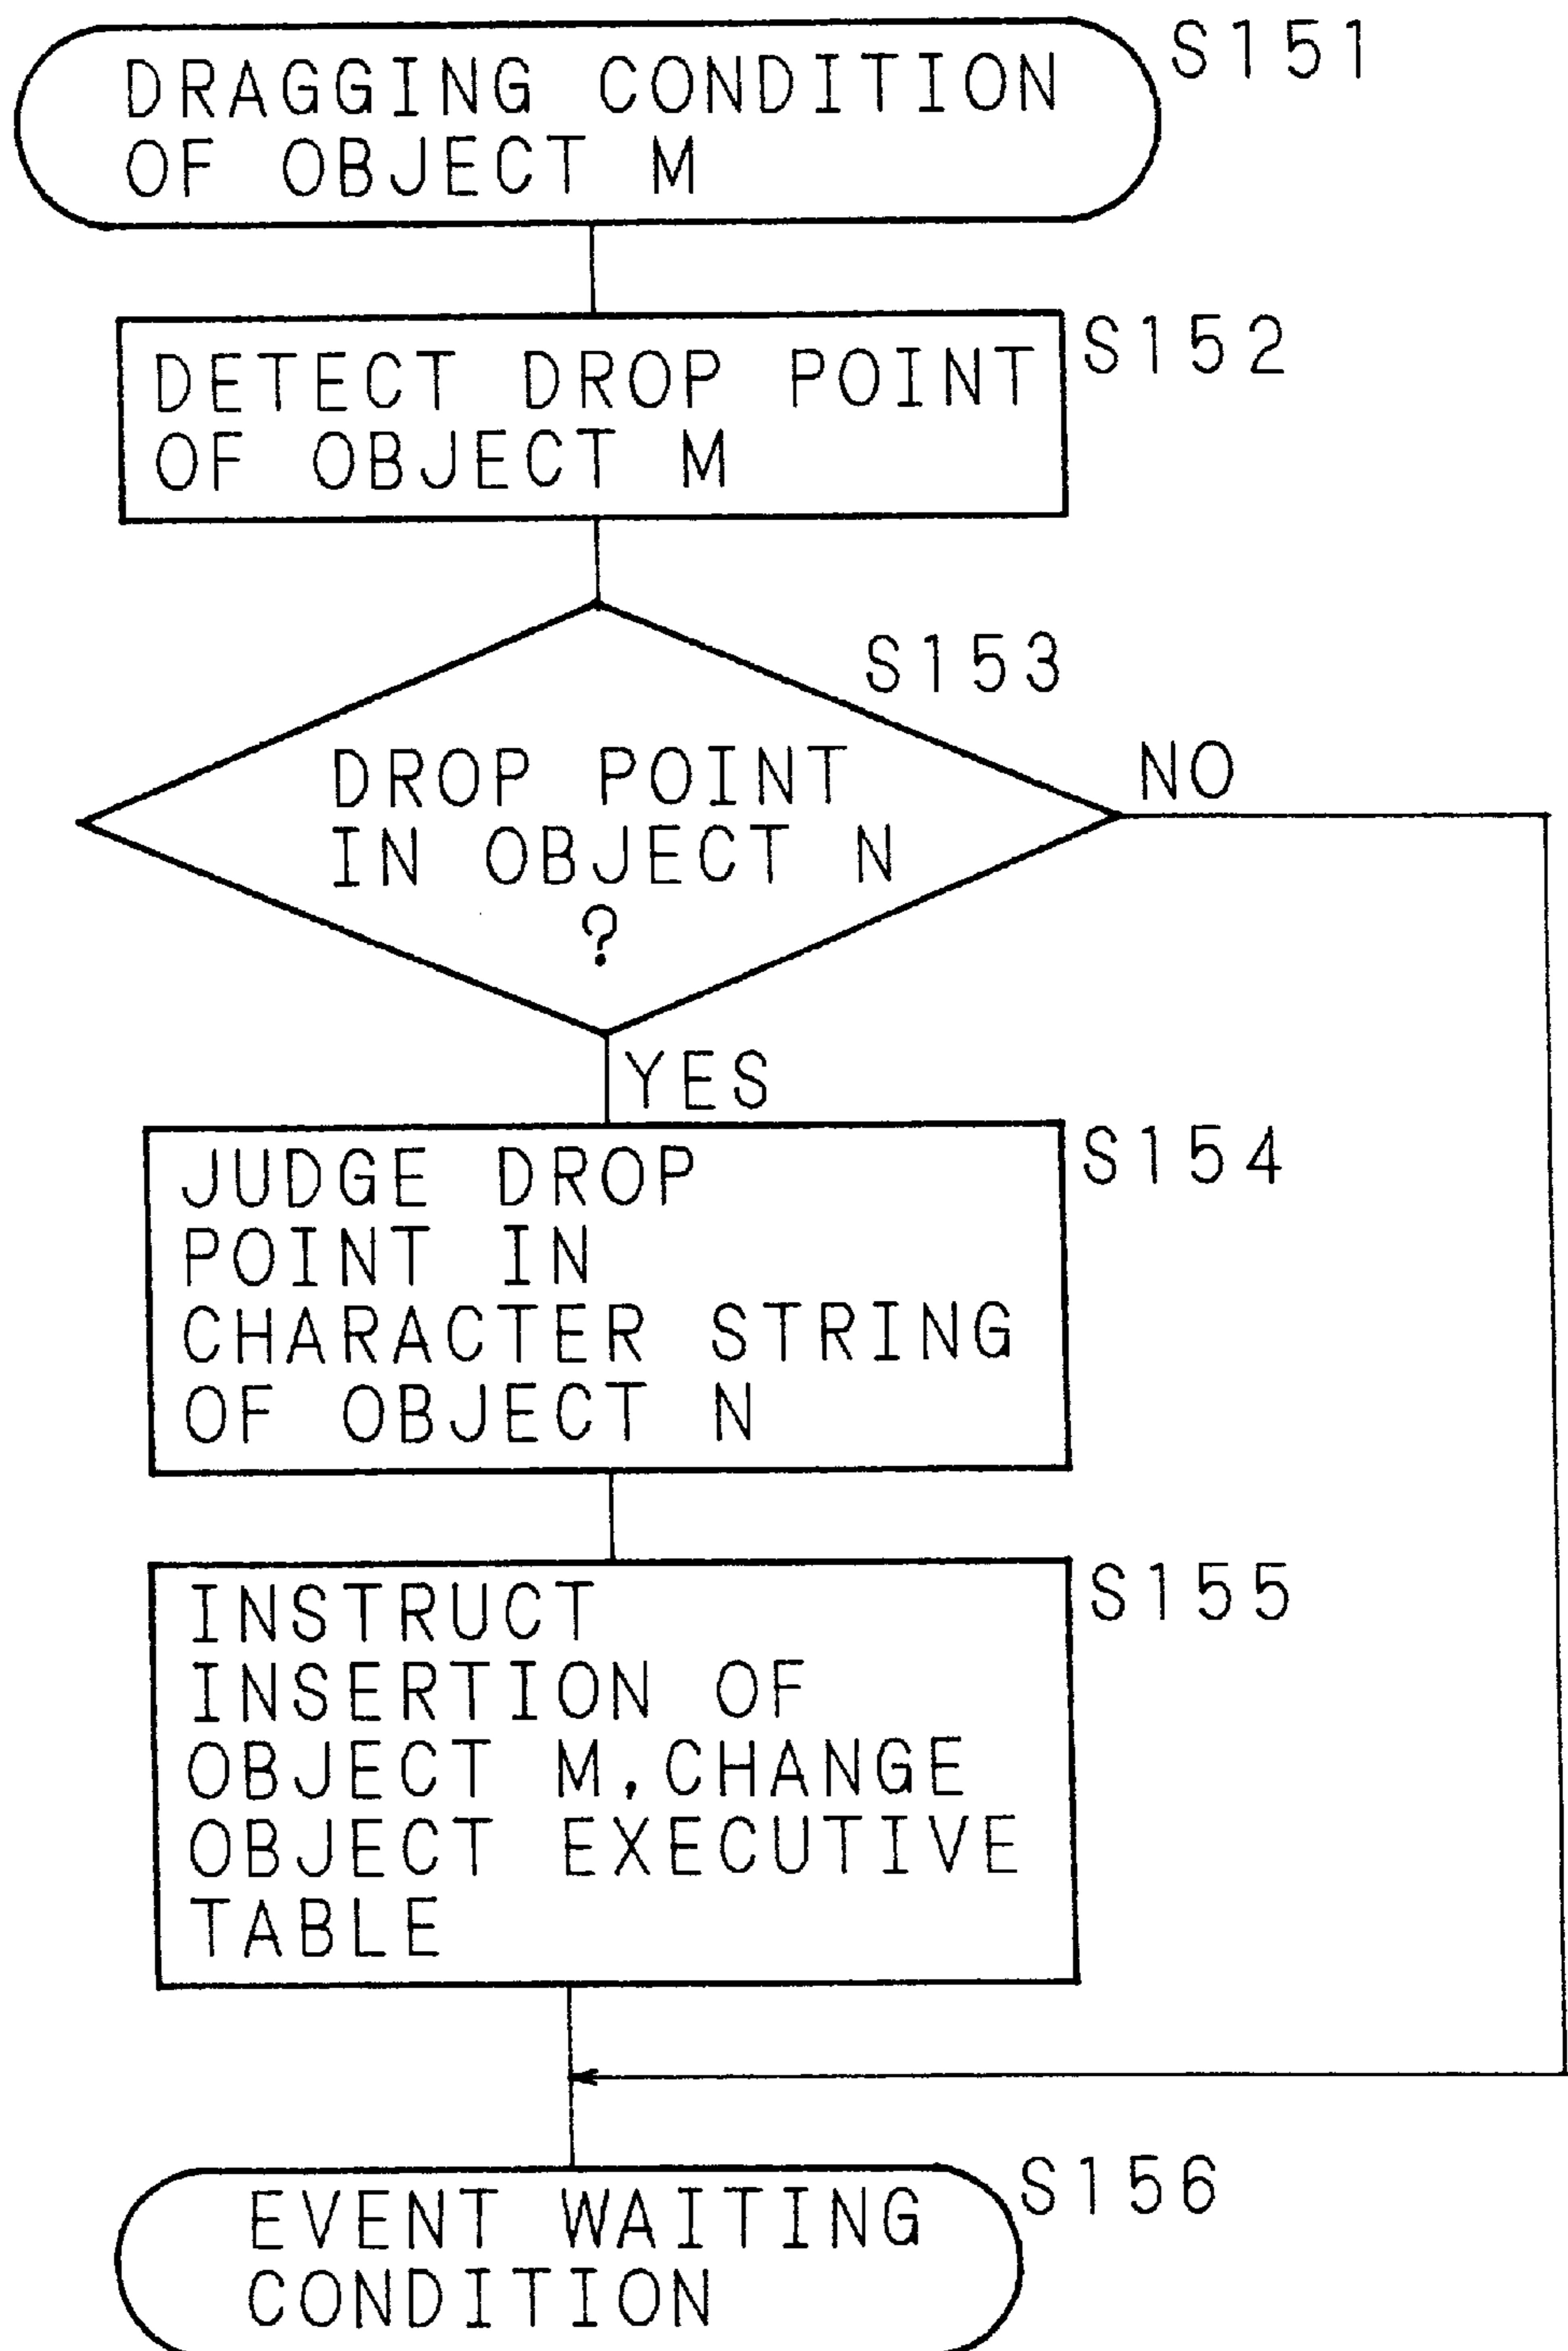 S151
DRAGGING CONDITION
OF OBJECT M
S152
DETECT DROP POINT
OF OBJECT M
S153
DROP POINT
IN OBJECT N
?
NO
YES
S154
JUDGE DROP
POINT IN
CHARACTER STRING
OF OBJECT N
S155
INSTRUCT
INSERTION OF
OBJECT M,CHANGE
OBJECT EXECUTIVE
TABLE
S156
EVENT WAITING
CONDITION